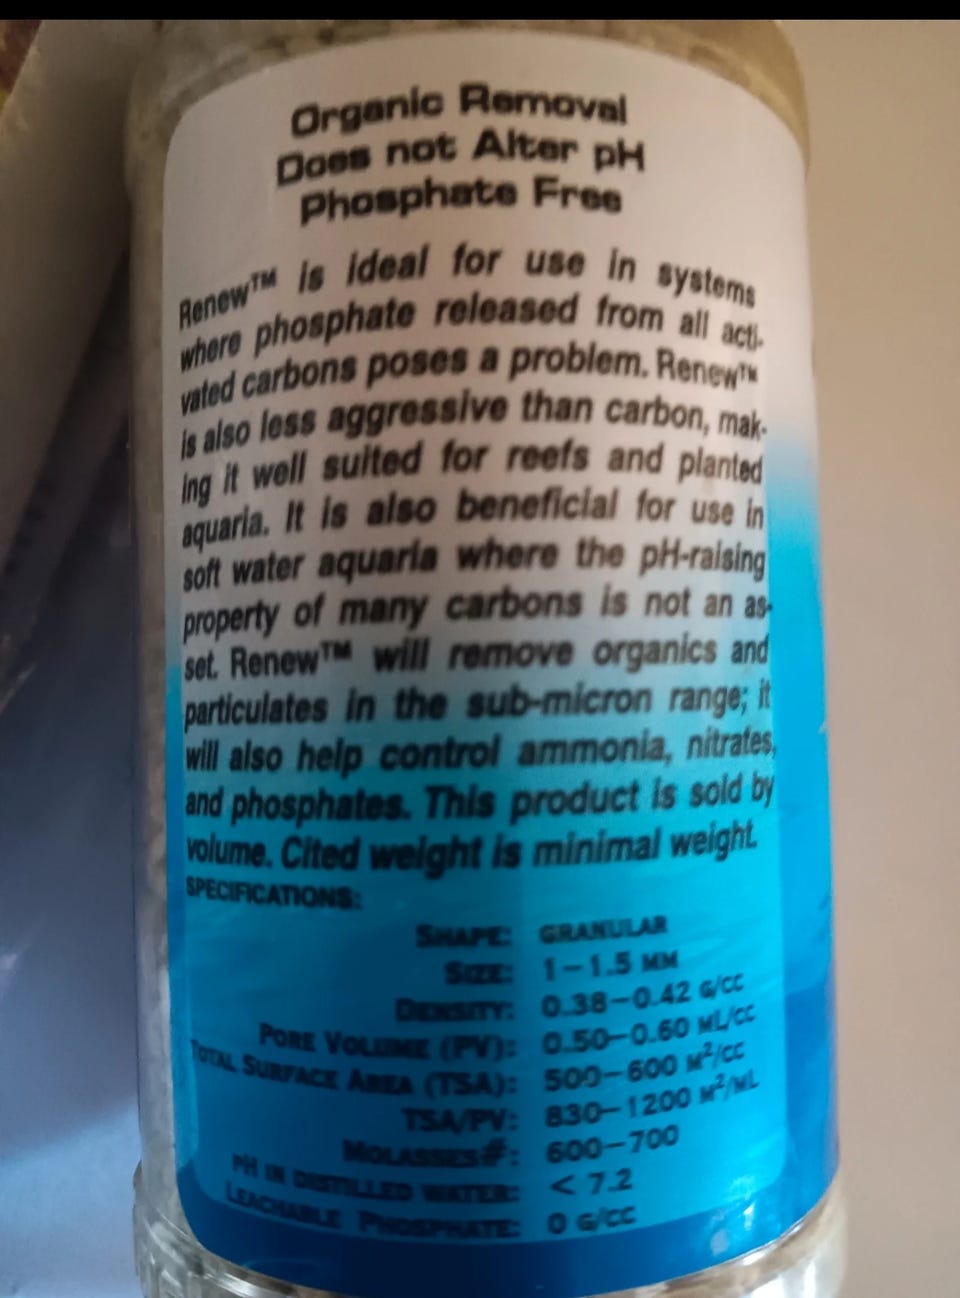 Organic Removal
Does not Alter pH
Phosphate Free
Renew™ is ideal for use in systems
where phosphate released from all acti-
vated carbons poses a problem. Renew™
is also less aggressive than carbon, mak-
ing it well suited for reefs and planted
aquaria. It is also beneficial for use in
soft water aquaria where the pH-raising
property of many carbons is not an as-
set. Renew™ will remove organics and
particulates in the sub-micron range; it
will also help control ammonia, nitrates,
and phosphates. This product is sold by
volume. Cited weight is minimal weight.
SPECIFICATIONS:
SHAPE: GRANULAR
SIZE: 1–1.5 MM
DENSITY: 0.38–0.42 G/CC
PORE VOLUME (PV): 0.50–0.60 ML/CC
TOTAL SURFACE AREA (TSA): 500–600 M²/CC
TSA/PV: 830–1200 M²/ML
MOLASSES#: 600–700
PH IN DISTILLED WATER: < 7.2
LEACHABLE PHOSPHATE: 0 G/CC